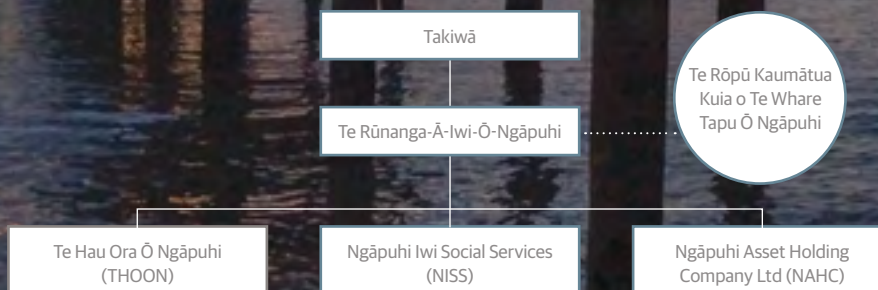 Takiwā
Te Rōpū Kaumātua
Kuia o Te Whare
Tapu Ō Ngāpuhi
Te Rūnanga-Ā-Iwi-Ō-Ngāpuhi
Te Hau Ora Ō Ngāpuhi
(THOON)
Ngāpuhi Iwi Social Services
(NISS)
Ngāpuhi Asset Holding
Company Ltd (NAHC)